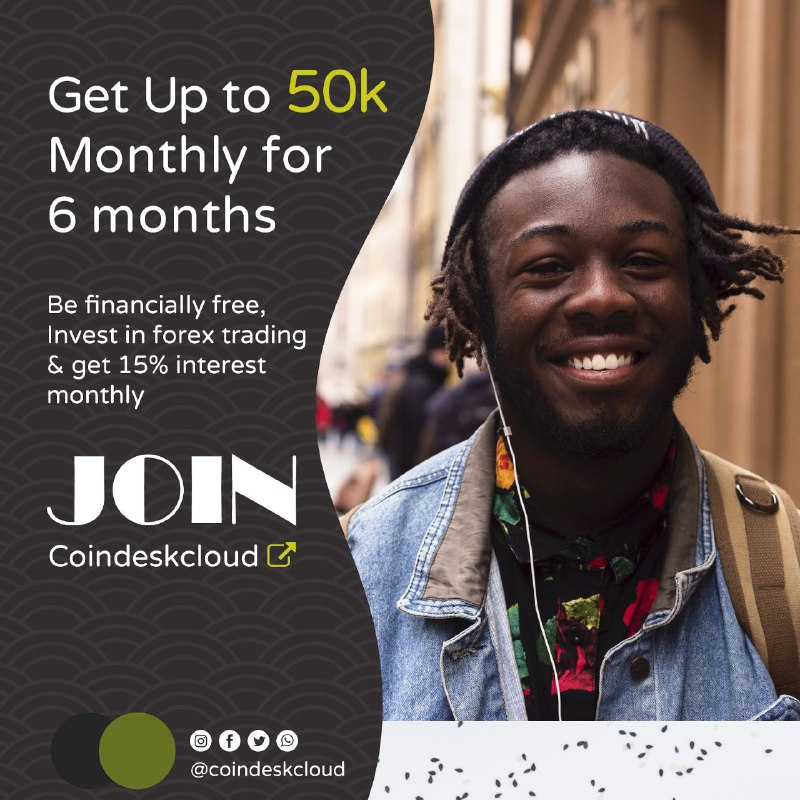 Get Up to 50k
Monthly for
6 months
Be financially free,
Invest in forex trading
& get 15% interest
monthly
JOIN
Coindeskcloud
@coindeskcloud